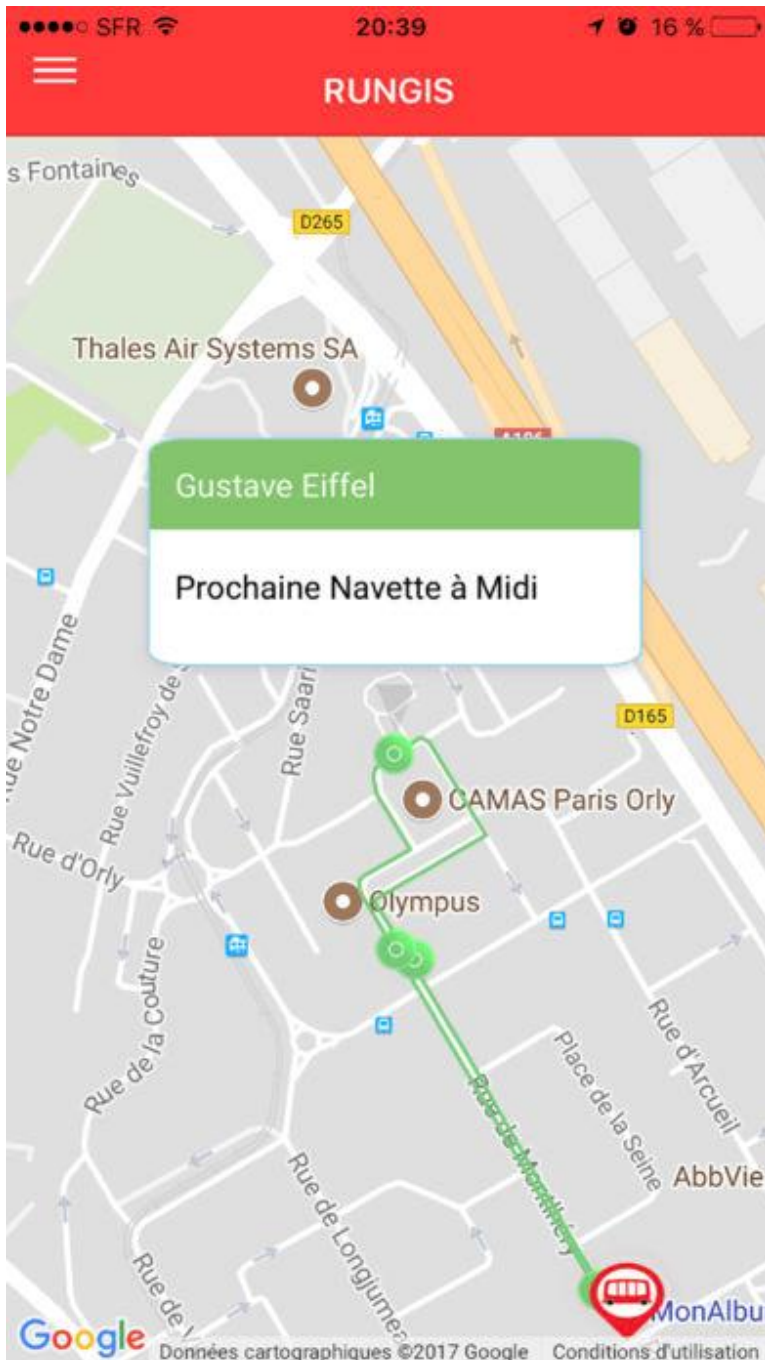 SFR
20:39
16 %
RUNGIS
s Fontaines
D265
Thales Air Systems SA
Gustave Eiffel
Prochaine Navette à Midi
Rue Notre Dame
Rue Vuillefroy de
Rue Saari
D165
CAMAS Paris Orly
Rue d'Orly
Olympus
Rue de la Couture
Rue d'Arcueil
Place de la Seine
Rue de Montlhéry
AbbVie
Rue de Longjumea
Rue de
MonAlbu
Google
Données cartographiques ©2017 Google
Conditions d'utilisation